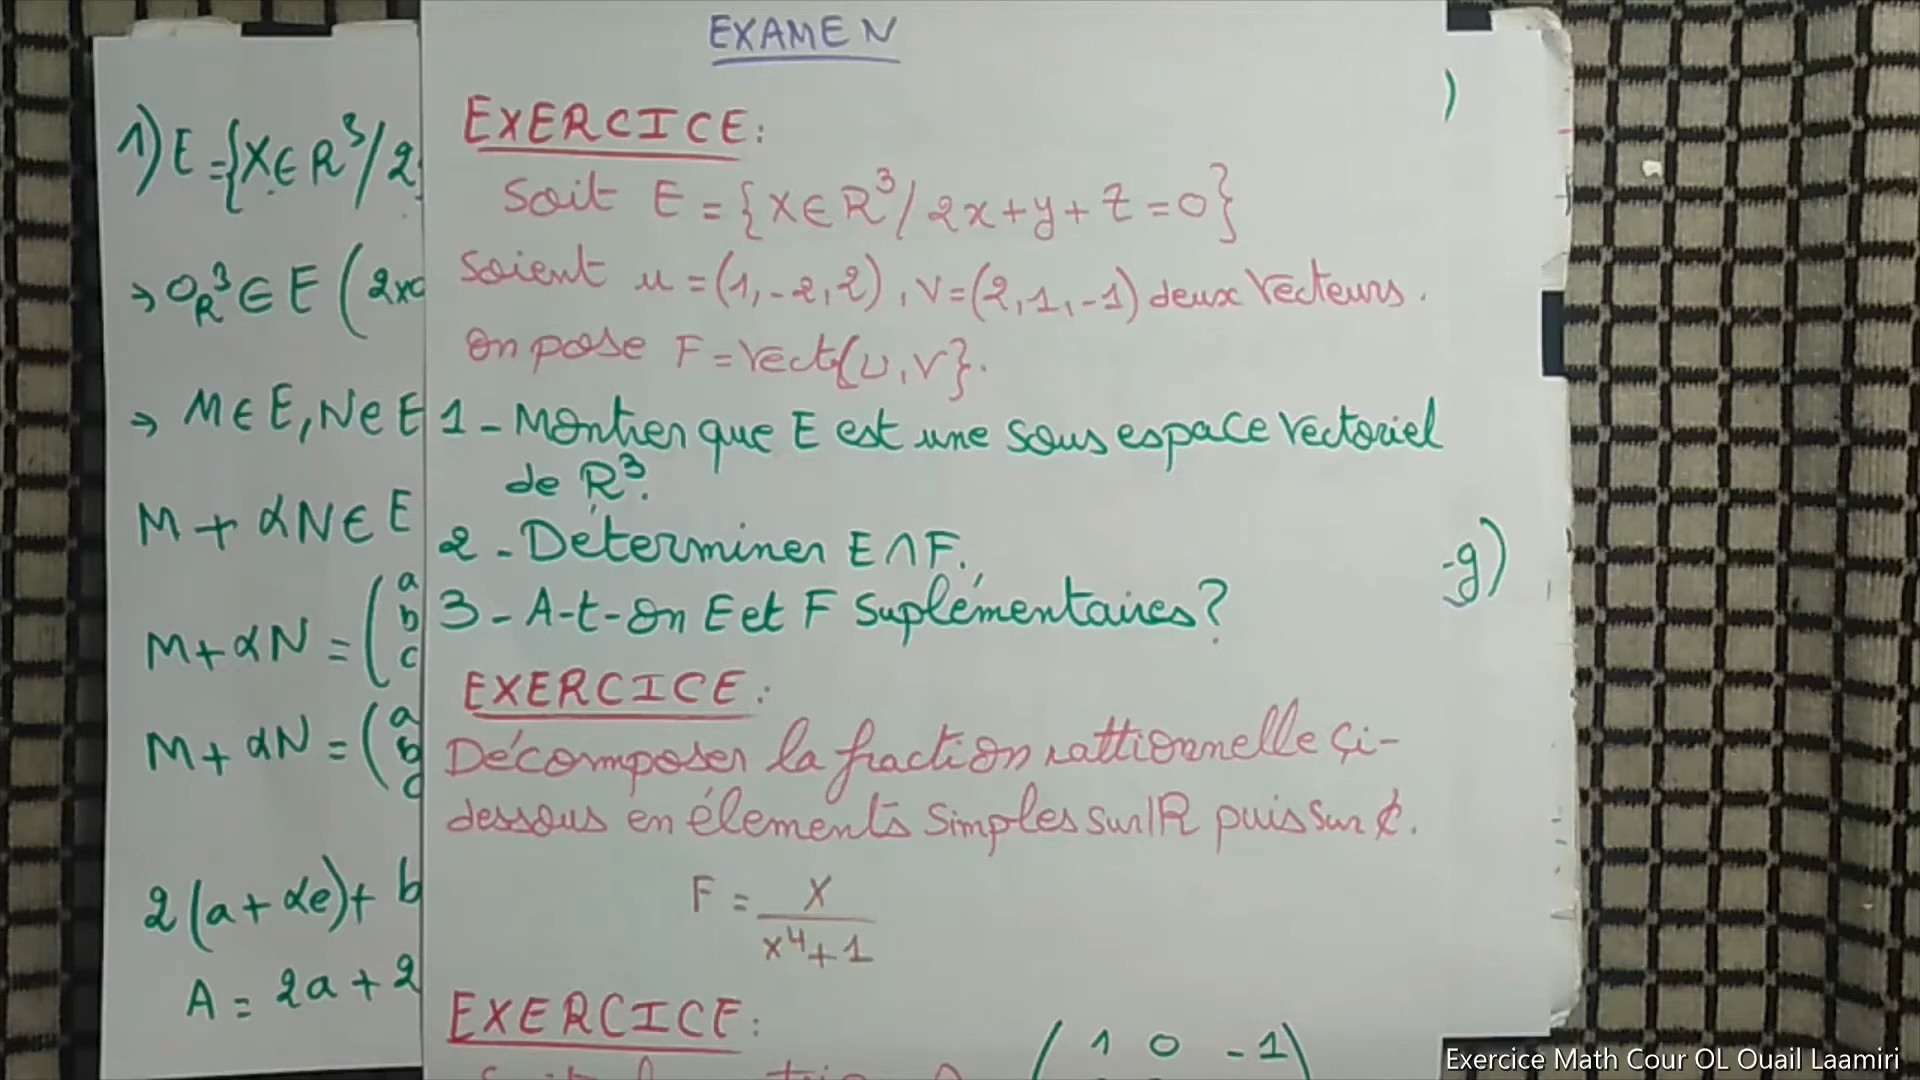 EXAMEN
EXERCICE:
Soit E = {X∈R³/ 2x+y+z=0}
Soient u=(1,-2,2), V=(2,1,-1) deux Vecteurs.
On pose F=Vect{U,V}.
1-Montrer que E est une sous espace Vectoriel
de R³.
2-Déterminer E∩F.
3-A-t-on E et F Suplémentaires?
EXERCICE:
Décomposer la fraction rattionnelle çi-
dessous en élements simples sur IR puis sur ₵.
F = X
x⁴+1
EXERCICE:
1 0 -1
1) E={X∈R³/2
→ 0R³∈E (2x0
→ M∈E, N∈E
M + αN∈E
M+αN = (a
b
c
M+αN = (a
b
2(a+αe)+ b
A = 2a+2
)
-g)
Exercice Math Cour OL Ouail Laamiri